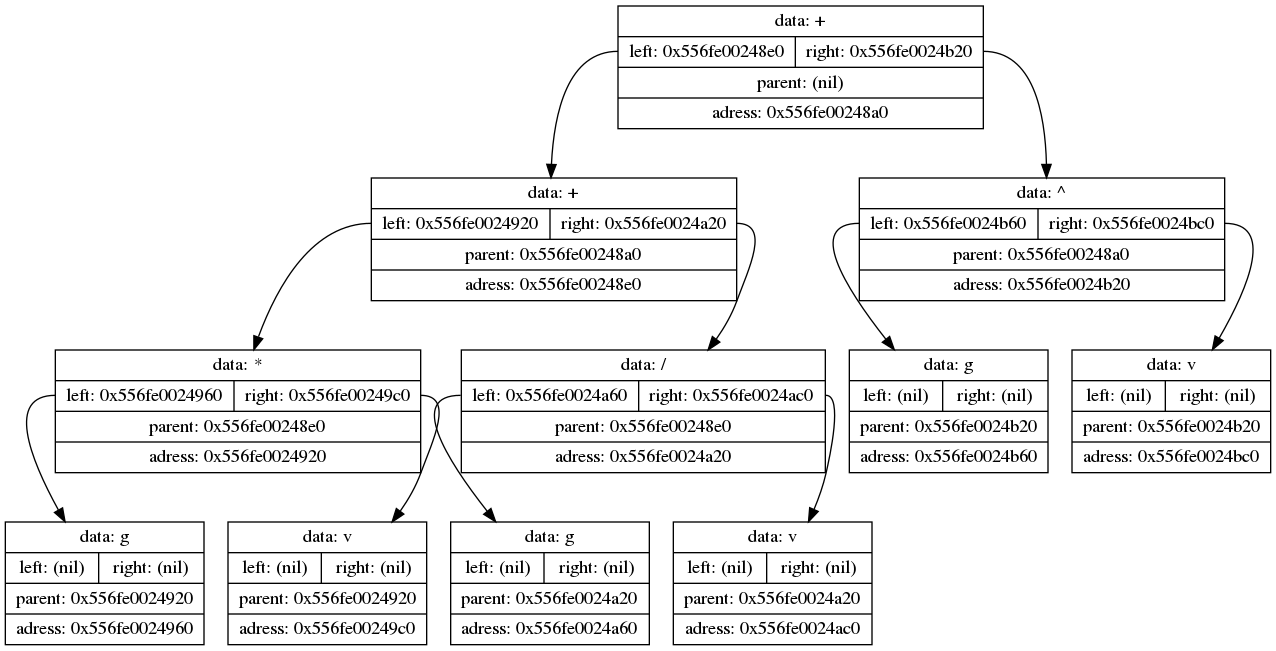 data: +
left: 0x556fe00248e0 right: 0x556fe0024b20
parent: (nil)
adress: 0x556fe00248a0
data: +
left: 0x556fe0024920 right: 0x556fe0024a20
parent: 0x556fe00248a0
adress: 0x556fe00248e0
data: ^
left: 0x556fe0024b60 right: 0x556fe0024bc0
parent: 0x556fe00248a0
adress: 0x556fe0024b20
data: *
left: 0x556fe0024960 right: 0x556fe00249c0
parent: 0x556fe00248e0
adress: 0x556fe0024920
data: /
left: 0x556fe0024a60 right: 0x556fe0024ac0
parent: 0x556fe00248e0
adress: 0x556fe0024a20
data: g
left: (nil) right: (nil)
parent: 0x556fe0024b20
adress: 0x556fe0024b60
data: v
left: (nil) right: (nil)
parent: 0x556fe0024b20
adress: 0x556fe0024bc0
data: g
left: (nil) right: (nil)
parent: 0x556fe0024920
adress: 0x556fe0024960
data: v
left: (nil) right: (nil)
parent: 0x556fe0024920
adress: 0x556fe00249c0
data: g
left: (nil) right: (nil)
parent: 0x556fe0024a20
adress: 0x556fe0024a60
data: v
left: (nil) right: (nil)
parent: 0x556fe0024a20
adress: 0x556fe0024ac0